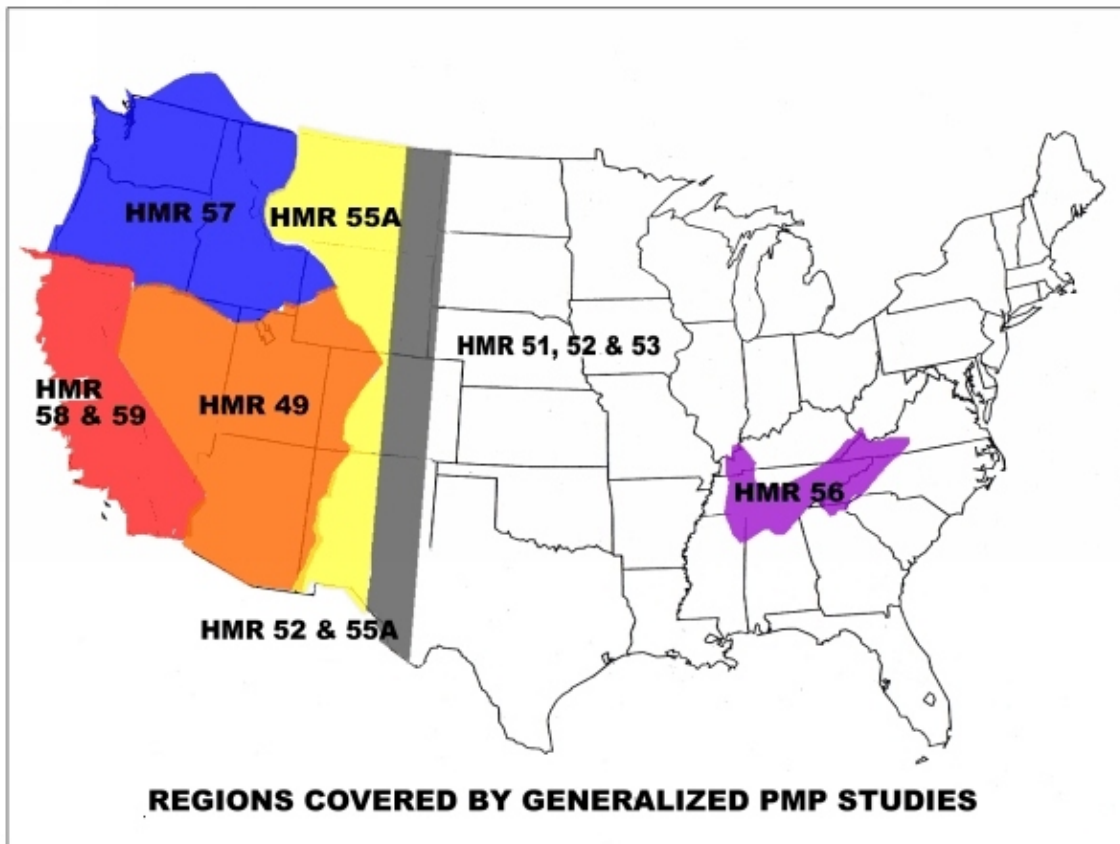 HMR 57
HMR 55A
HMR 51, 52 & 53
HMR
58 & 59
HMR 49
HMR 56
HMR 52 & 55A
REGIONS COVERED BY GENERALIZED PMP STUDIES